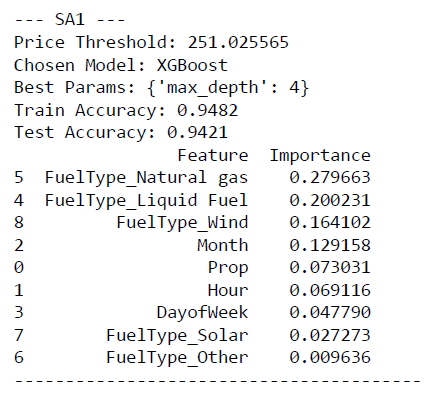 --- SA1 ---
Price Threshold: 251.025565
Chosen Model: XGBoost
Best Params: {'max_depth': 4}
Train Accuracy: 0.9482
Test Accuracy: 0.9421
Feature Importance
5 FuelType_Natural gas 0.279663
4 FuelType_Liquid Fuel 0.200231
8 FuelType_Wind 0.164102
2 Month 0.129158
0 Prop 0.073031
1 Hour 0.069116
3 DayofWeek 0.047790
7 FuelType_Solar 0.027273
6 FuelType_Other 0.009636
----------------------------------------